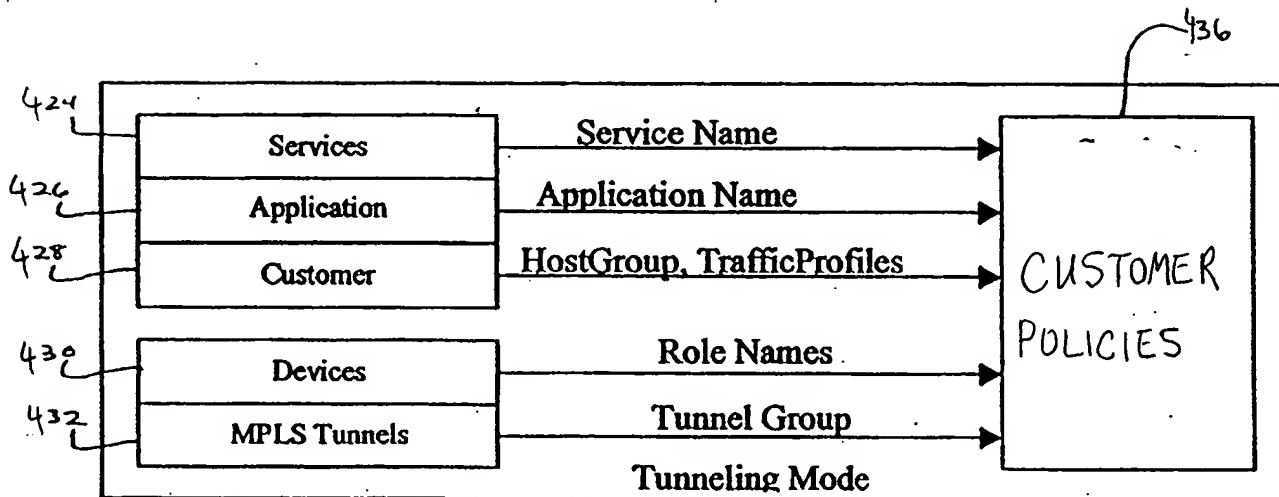 436
424
Services
Service Name
426
Application
Application Name
428
Customer
HostGroup, TrafficProfiles
CUSTOMER
POLICIES
430
Devices
Role Names
432
MPLS Tunnels
Tunnel Group
Tunneling Mode